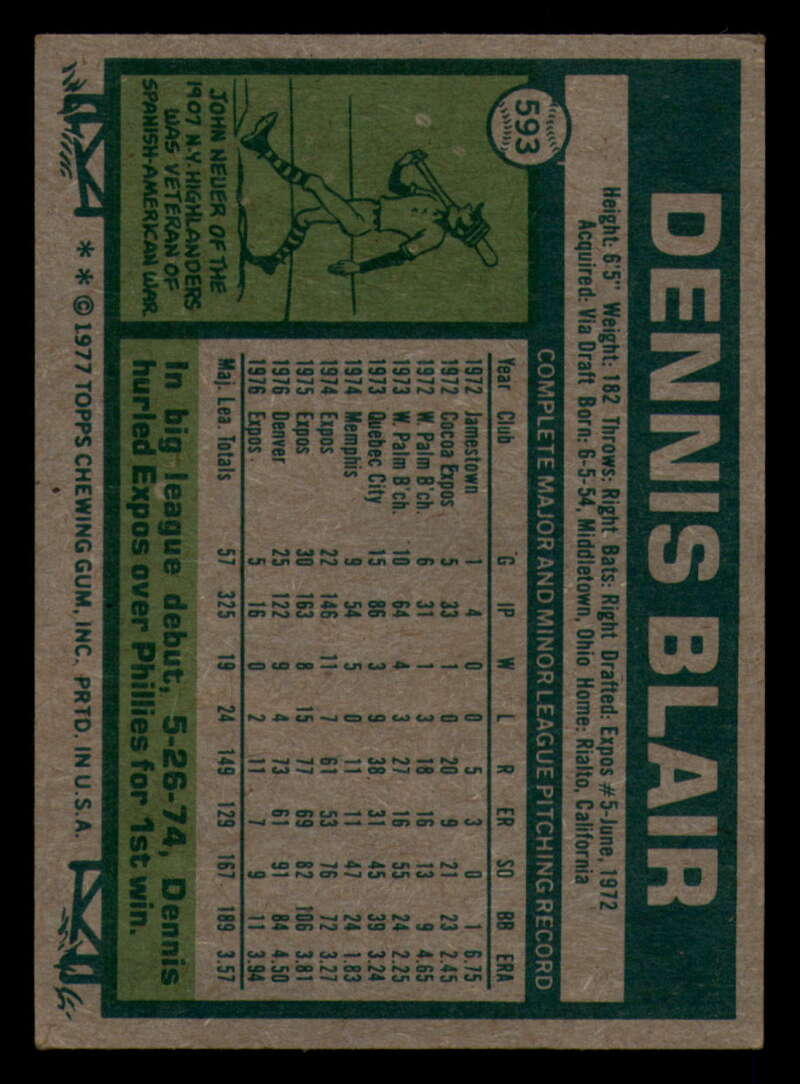 593
DENNIS BLAIR
Height: 6'5" Weight: 182 Throws: Right Bats: Right Drafted: Expos #5-June, 1972
Acquired: Via Draft Born: 6-5-54, Middletown, Ohio Home: Rialto, California
COMPLETE MAJOR AND MINOR LEAGUE PITCHING RECORD
Year Club G IP W L R ER SO BB ERA
1972 Jamestown 1 4 0 0 5 3 0 1 6.75
1972 Cocoa Expos 5 33 1 0 20 9 21 23 2.45
1972 W. Palm B'ch. 6 31 1 3 18 16 13 9 4.65
1973 W. Palm B'ch. 10 64 4 3 27 16 55 24 2.25
1973 Quebec City 15 86 3 9 38 31 45 39 3.24
1974 Memphis 9 54 5 0 11 11 47 24 1.83
1974 Expos 22 146 11 7 61 53 76 72 3.27
1975 Expos 30 163 8 15 77 69 82 106 3.81
1976 Denver 25 122 9 4 73 61 91 84 4.50
1976 Expos 5 16 0 2 11 7 9 11 3.94
Maj. Lea. Totals 57 325 19 24 149 129 167 189 3.57
JOHN NEUER OF THE
1907 N.Y. HIGHLANDERS
WAS VETERAN OF
SPANISH-AMERICAN WAR.
In big league debut, 5-26-74, Dennis
hurled Expos over Phillies for 1st win.
* * © 1977 TOPPS CHEWING GUM, INC. PRTD. IN U.S.A.